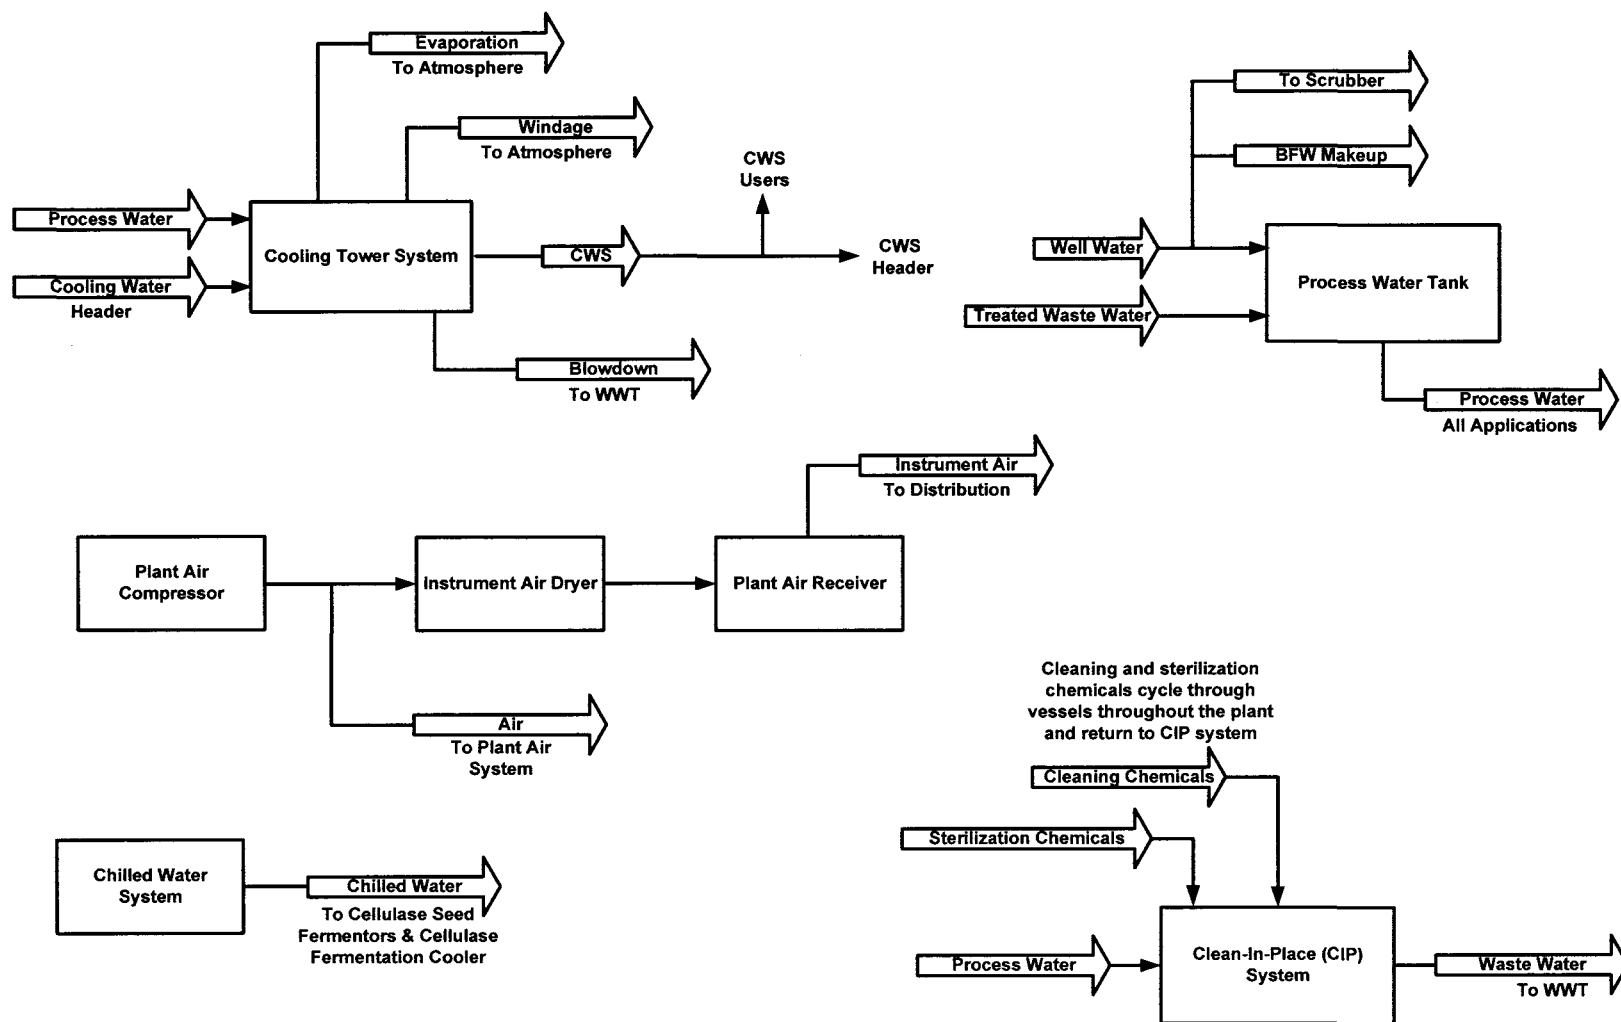 Evaporation
To Atmosphere
Windage
To Atmosphere
CWS
Users
Process Water
Cooling Water
Header
Cooling Tower System
CWS
CWS
Header
Blowdown
To WWT
To Scrubber
BFW Makeup
Well Water
Treated Waste Water
Process Water Tank
Process Water
All Applications
Instrument Air
To Distribution
Plant Air
Compressor
Instrument Air Dryer
Plant Air Receiver
Air
To Plant Air
System
Cleaning and sterilization
chemicals cycle through
vessels throughout the plant
and return to CIP system
Cleaning Chemicals
Sterilization Chemicals
Chilled Water
System
Chilled Water
To Cellulase Seed
Fermentors & Cellulase
Fermentation Cooler
Process Water
Clean-In-Place (CIP)
System
Waste Water
To WWT